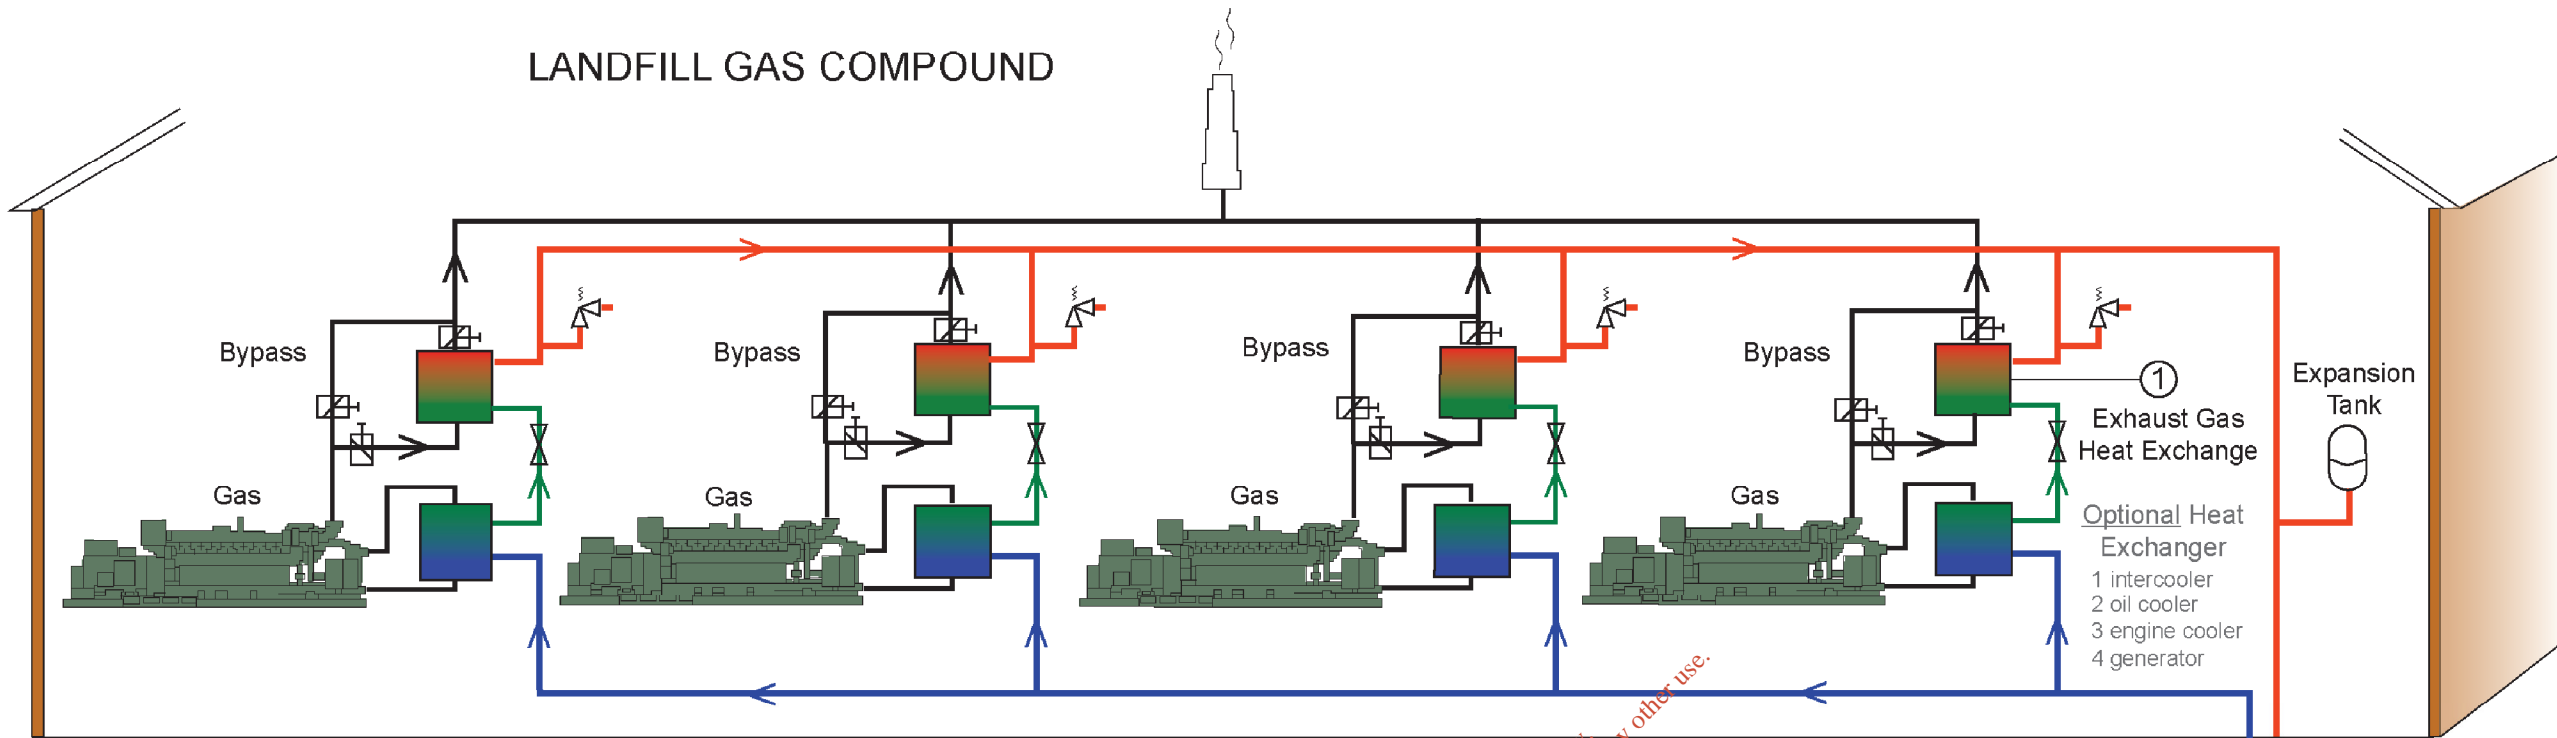 LANDFILL GAS COMPOUND
Bypass
Bypass
Bypass
Bypass
1
Exhaust Gas
Heat Exchange
Expansion
Tank
Gas
Gas
Gas
Gas
Optional Heat
Exchanger
1 intercooler
2 oil cooler
3 engine cooler
4 generator
other use.